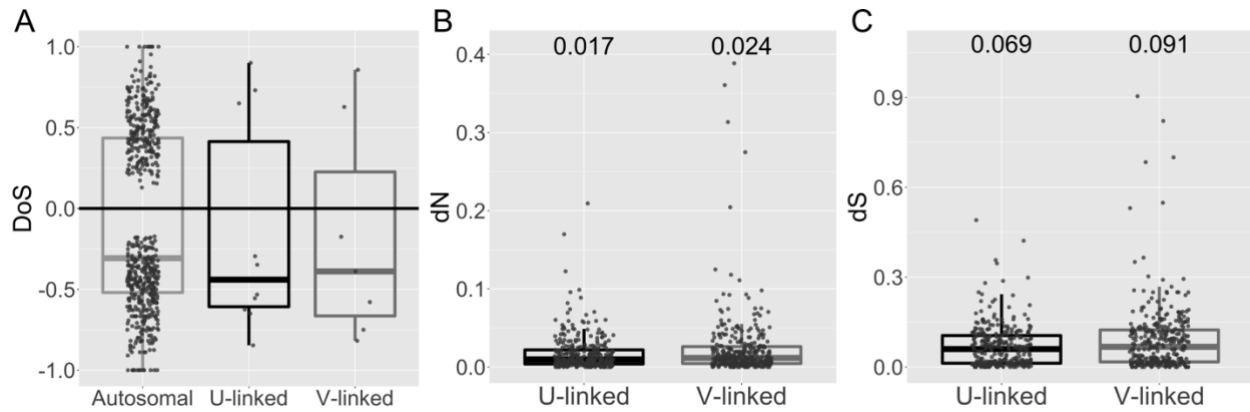 A
DoS
1.0
0.5
0.0
-0.5
-1.0
Autosomal U-linked V-linked
B
dN
0.4
0.3
0.2
0.1
0.0
0.017 0.024
U-linked V-linked
C
dS
0.9
0.6
0.3
0.0
0.069 0.091
U-linked V-linked